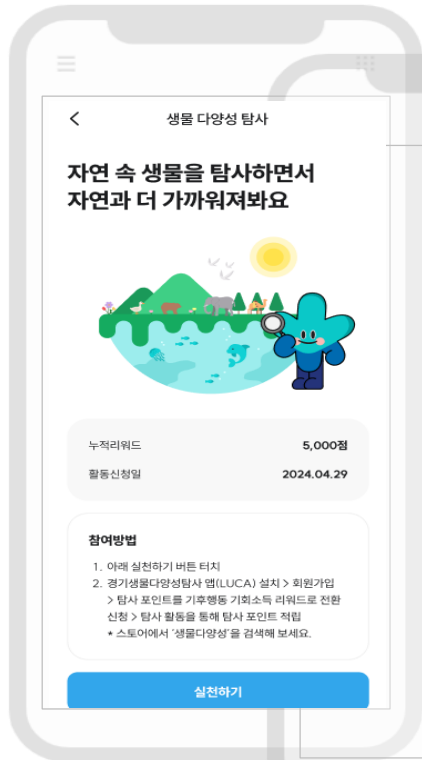 생물 다양성 탐사
자연 속 생물을 탐사하면서
자연과 더 가까워져봐요
누적리워드 5,000점
활동신청일 2024.04.29
참여방법
1. 아래 실천하기 버튼 터치
2. 경기생물다양성탐사 앱(LUCA) 설치 > 회원가입
> 탐사 포인트를 기후행동 기회소득 리워드로 전환
신청 > 탐사 활동을 통해 탐사 포인트 적립
* 스토어에서 '생물다양성'을 검색해 보세요.
실천하기